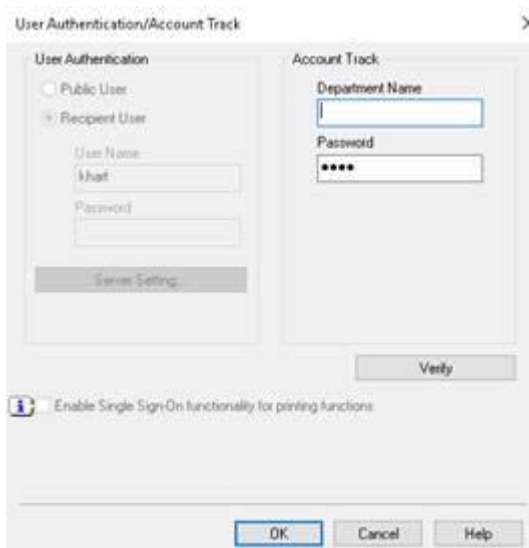 User Authentication/Account Track
User Authentication
Public User
Recipient User
User Name
khart
Password
Server Setting...
Account Track
Department Name
Password
••••
Verify
Enable Single Sign-On functionality for printing functions
OK
Cancel
Help